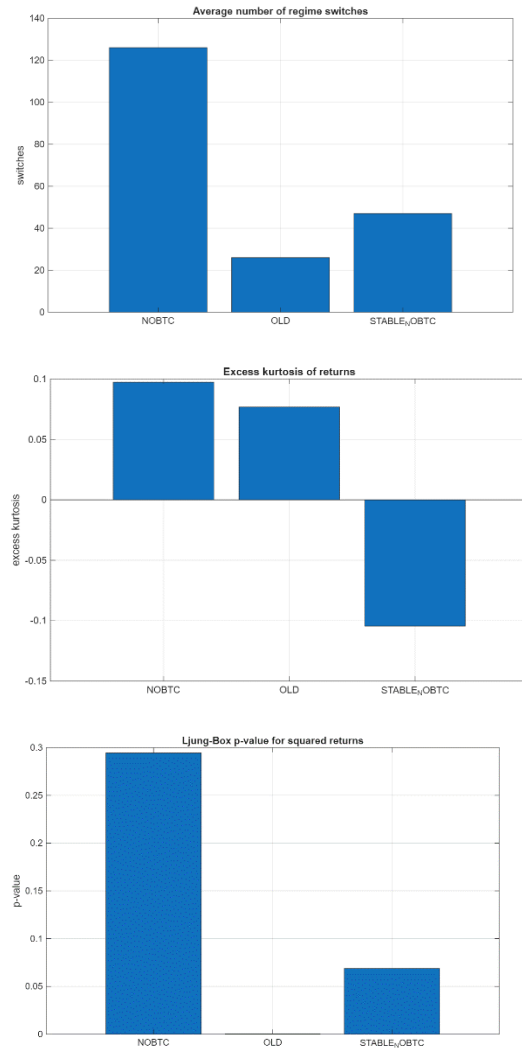 Average number of regime switches
140
120
100
80
60
40
20
0
switches
NOBTC OLD STABLE_NOBTC
Excess kurtosis of returns
0.1
0.05
0
-0.05
-0.1
-0.15
excess kurtosis
NOBTC OLD STABLE_NOBTC
Ljung-Box p-value for squared returns
0.3
0.25
0.2
0.15
0.1
0.05
0
p-value
NOBTC OLD STABLE_NOBTC